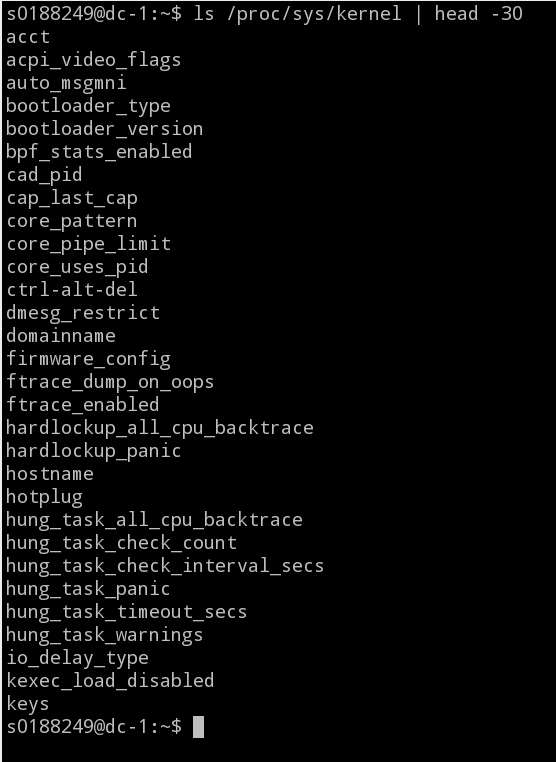 s0188249@dc-1:~$ ls /proc/sys/kernel | head -30
acct
acpi_video_flags
auto_msgmni
bootloader_type
bootloader_version
bpf_stats_enabled
cad_pid
cap_last_cap
core_pattern
core_pipe_limit
core_uses_pid
ctrl-alt-del
dmesg_restrict
domainname
firmware_config
ftrace_dump_on_oops
ftrace_enabled
hardlockup_all_cpu_backtrace
hardlockup_panic
hostname
hotplug
hung_task_all_cpu_backtrace
hung_task_check_count
hung_task_check_interval_secs
hung_task_panic
hung_task_timeout_secs
hung_task_warnings
io_delay_type
kexec_load_disabled
keys
s0188249@dc-1:~$